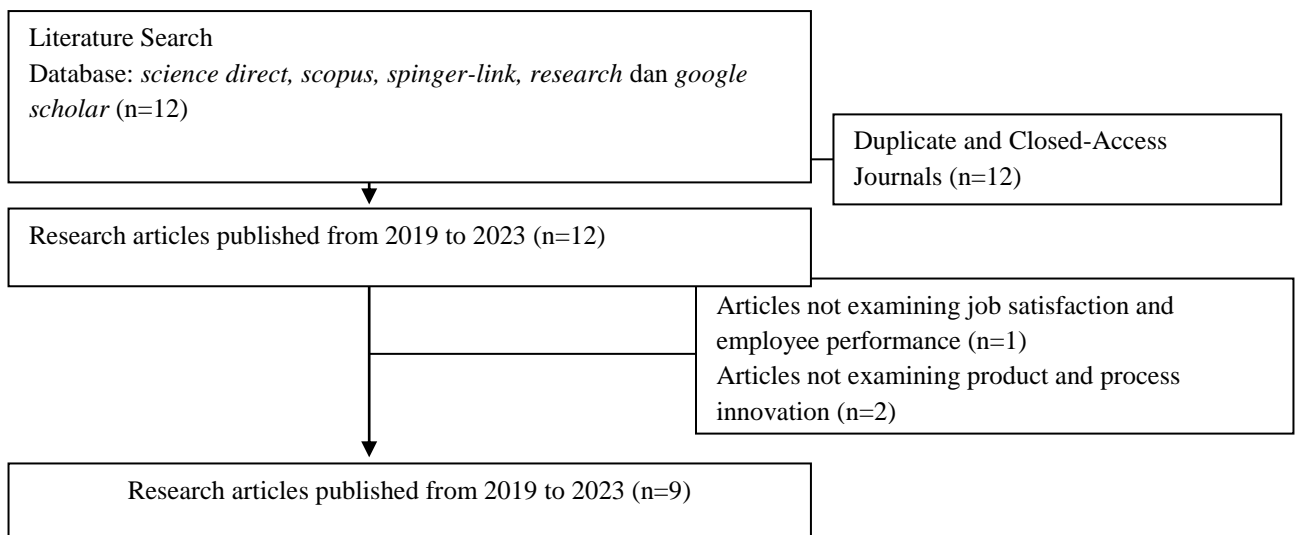 Literature Search
Database: science direct, scopus, spinger-link, research dan google
scholar (n=12)
Duplicate and Closed-Access
Journals (n=12)
Research articles published from 2019 to 2023 (n=12)
Articles not examining job satisfaction and
employee performance (n=1)
Articles not examining product and process
innovation (n=2)
Research articles published from 2019 to 2023 (n=9)